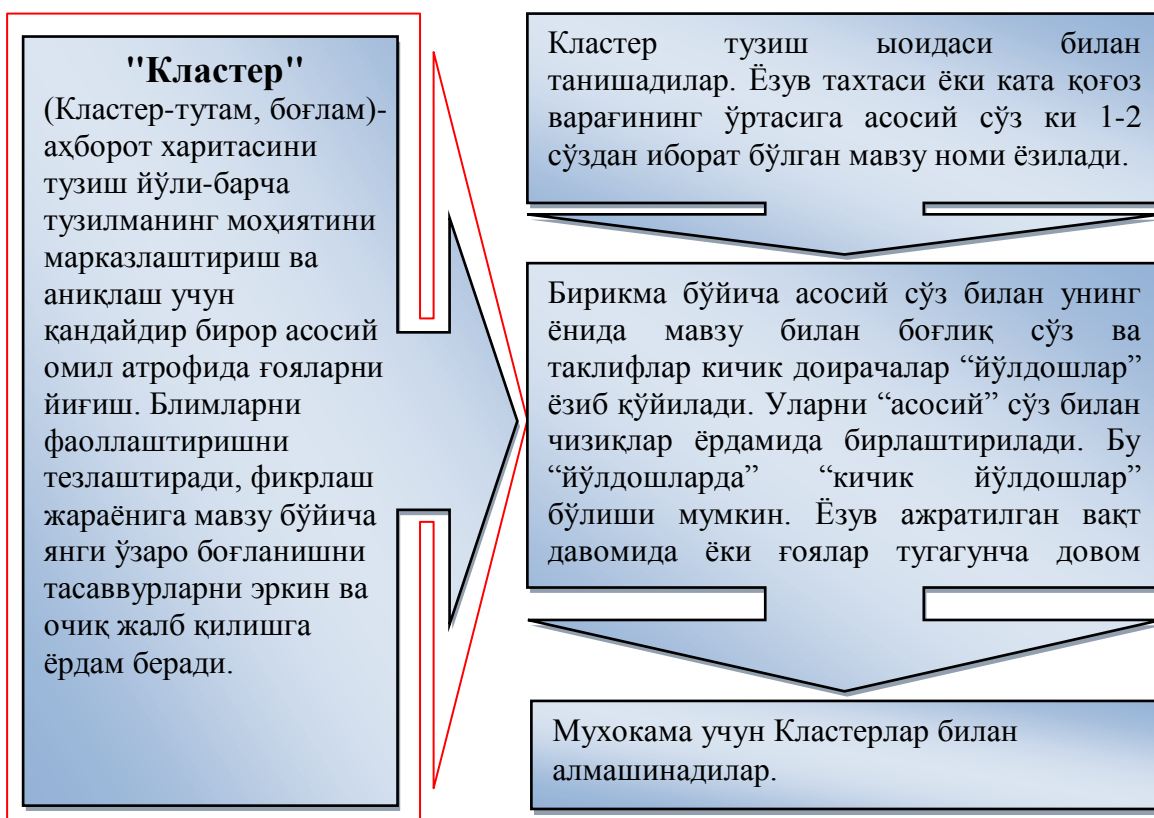 "Кластер"
(Кластер-тутам, боғлам)-
аҳборот харитасини
тузиш йўли-барча
тузилманинг моҳиятини
марказлаштириш ва
аниқлаш учун
қандайдир бирор асосий
омил атрофида ғояларни
йиғиш. Блимларни
фаоллаштиришни
тезлаштиради, фикрлаш
жараёнига мавзу бўйича
янги ўзаро боғланишни
тасаввурларни эркин ва
очиқ жалб қилишга
ёрдам беради.
Кластер тузиш ыоидаси билан
танишадилар. Ёзув тахтаси ёки ката қоғоз
варағининг ўртасига асосий сўз ки 1-2
сўздан иборат бўлган мавзу номи ёзилади.
Бирикма бўйича асосий сўз билан унинг
ёнида мавзу билан боғлиқ сўз ва
таклифлар кичик доирачалар “йўлдошлар”
ёзиб қўйилади. Уларни “асосий” сўз билан
чизиқлар ёрдамида бирлаштирилади. Бу
“йўлдошларда” “кичик йўлдошлар”
бўлиши мумкин. Ёзув ажратилган вақт
давомида ёки ғоялар тугагунча довом
Мухокама учун Кластерлар билан
алмашинадилар.